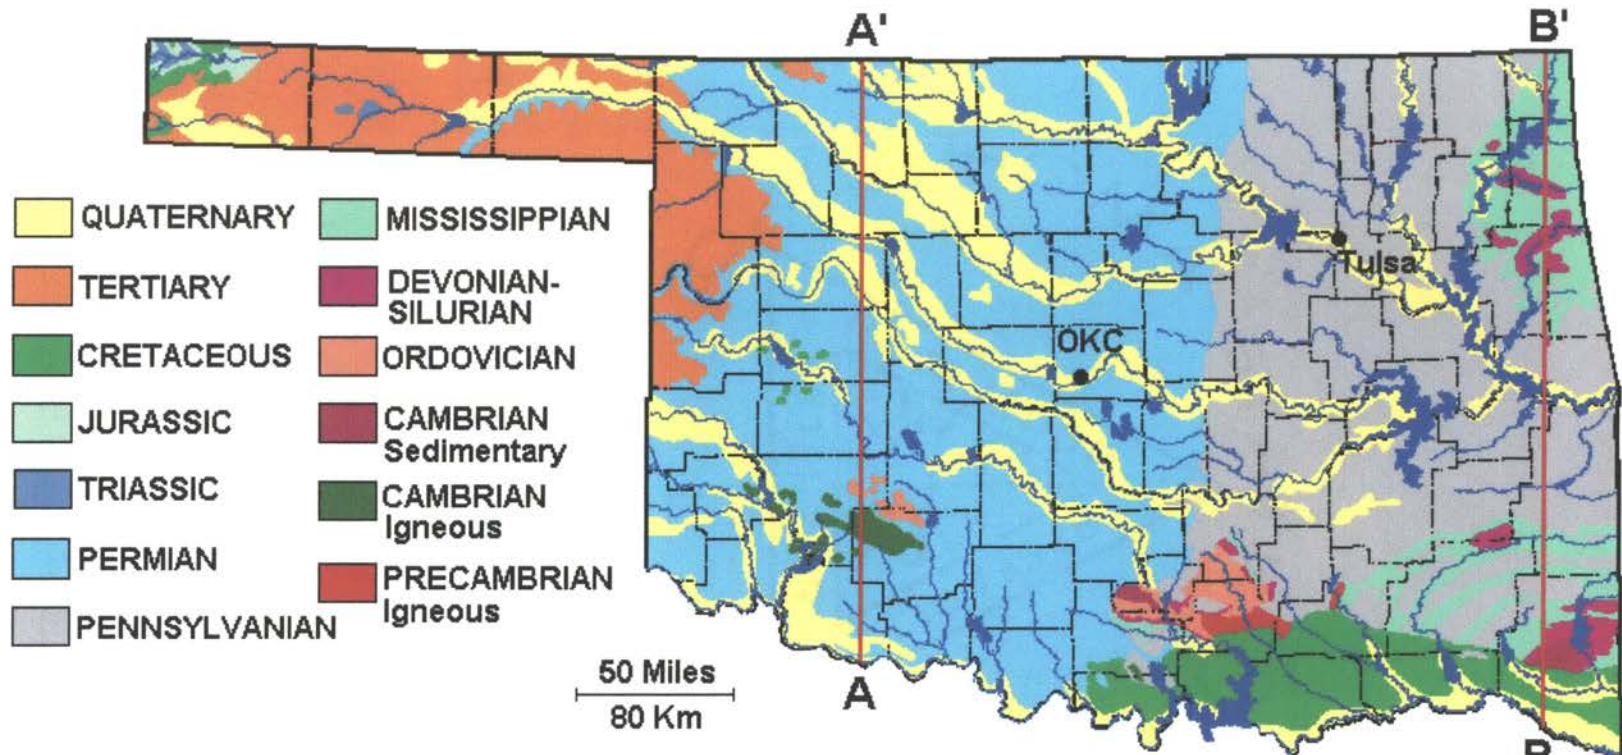 A'
B'
QUATERNARY
TERTIARY
CRETACEOUS
JURASSIC
TRIASSIC
PERMIAN
PENNSYLVANIAN
MISSISSIPPIAN
DEVONIAN-
SILURIAN
ORDOVICIAN
CAMBRIAN
Sedimentary
CAMBRIAN
Igneous
PRECAMBRIAN
Igneous
Tulsa
OKC
50 Miles
80 Km
A
B